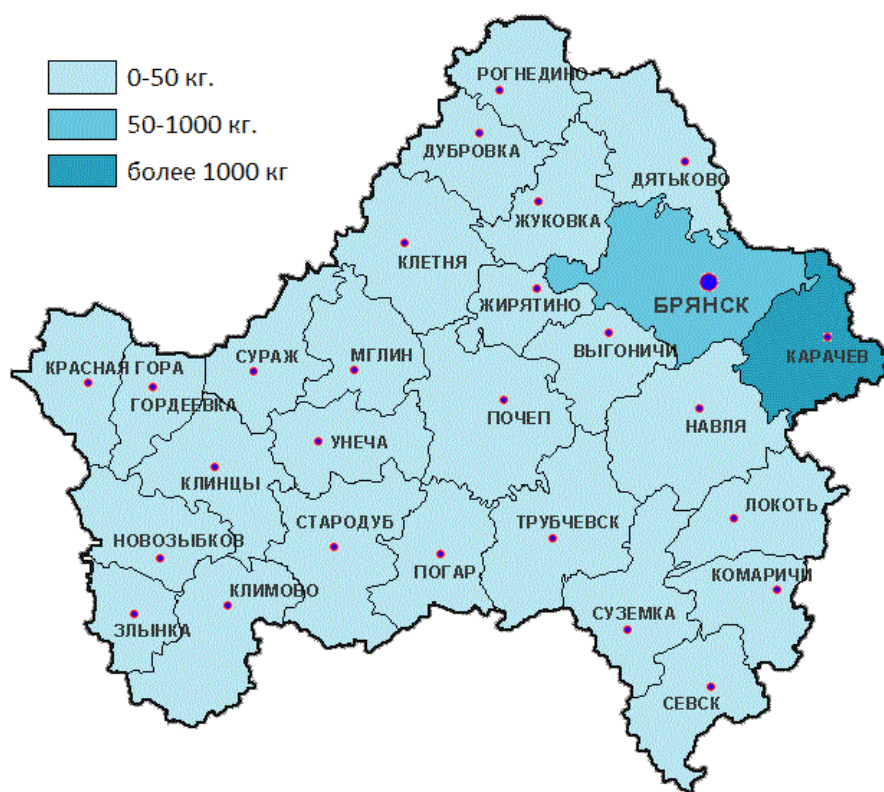 0-50 кг.
50-1000 кг.
более 1000 кг
РОГНЕДИНО
ДУБРОВКА
ДЯТЬКОВО
ЖУКОВКА
КЛЕТНЯ
ЖИРЯТИНО
БРЯНСК
КРАСНАЯ ГОРА
СУРАЖ
МГЛИН
ВЫГОНИЧИ
КАРАЧЕВ
ГОРДЕЕВКА
ПОЧЕП
НАВЛЯ
УНЕЧА
КЛИНЦЫ
ЛОКОТЬ
НОВОЗЫБКОВ
СТАРОДУБ
ТРУБЧЕВСК
ПОГАР
КОМАРИЧИ
КЛИМОВО
ЗЛЫНКА
СУЗЕМКА
СЕВСК